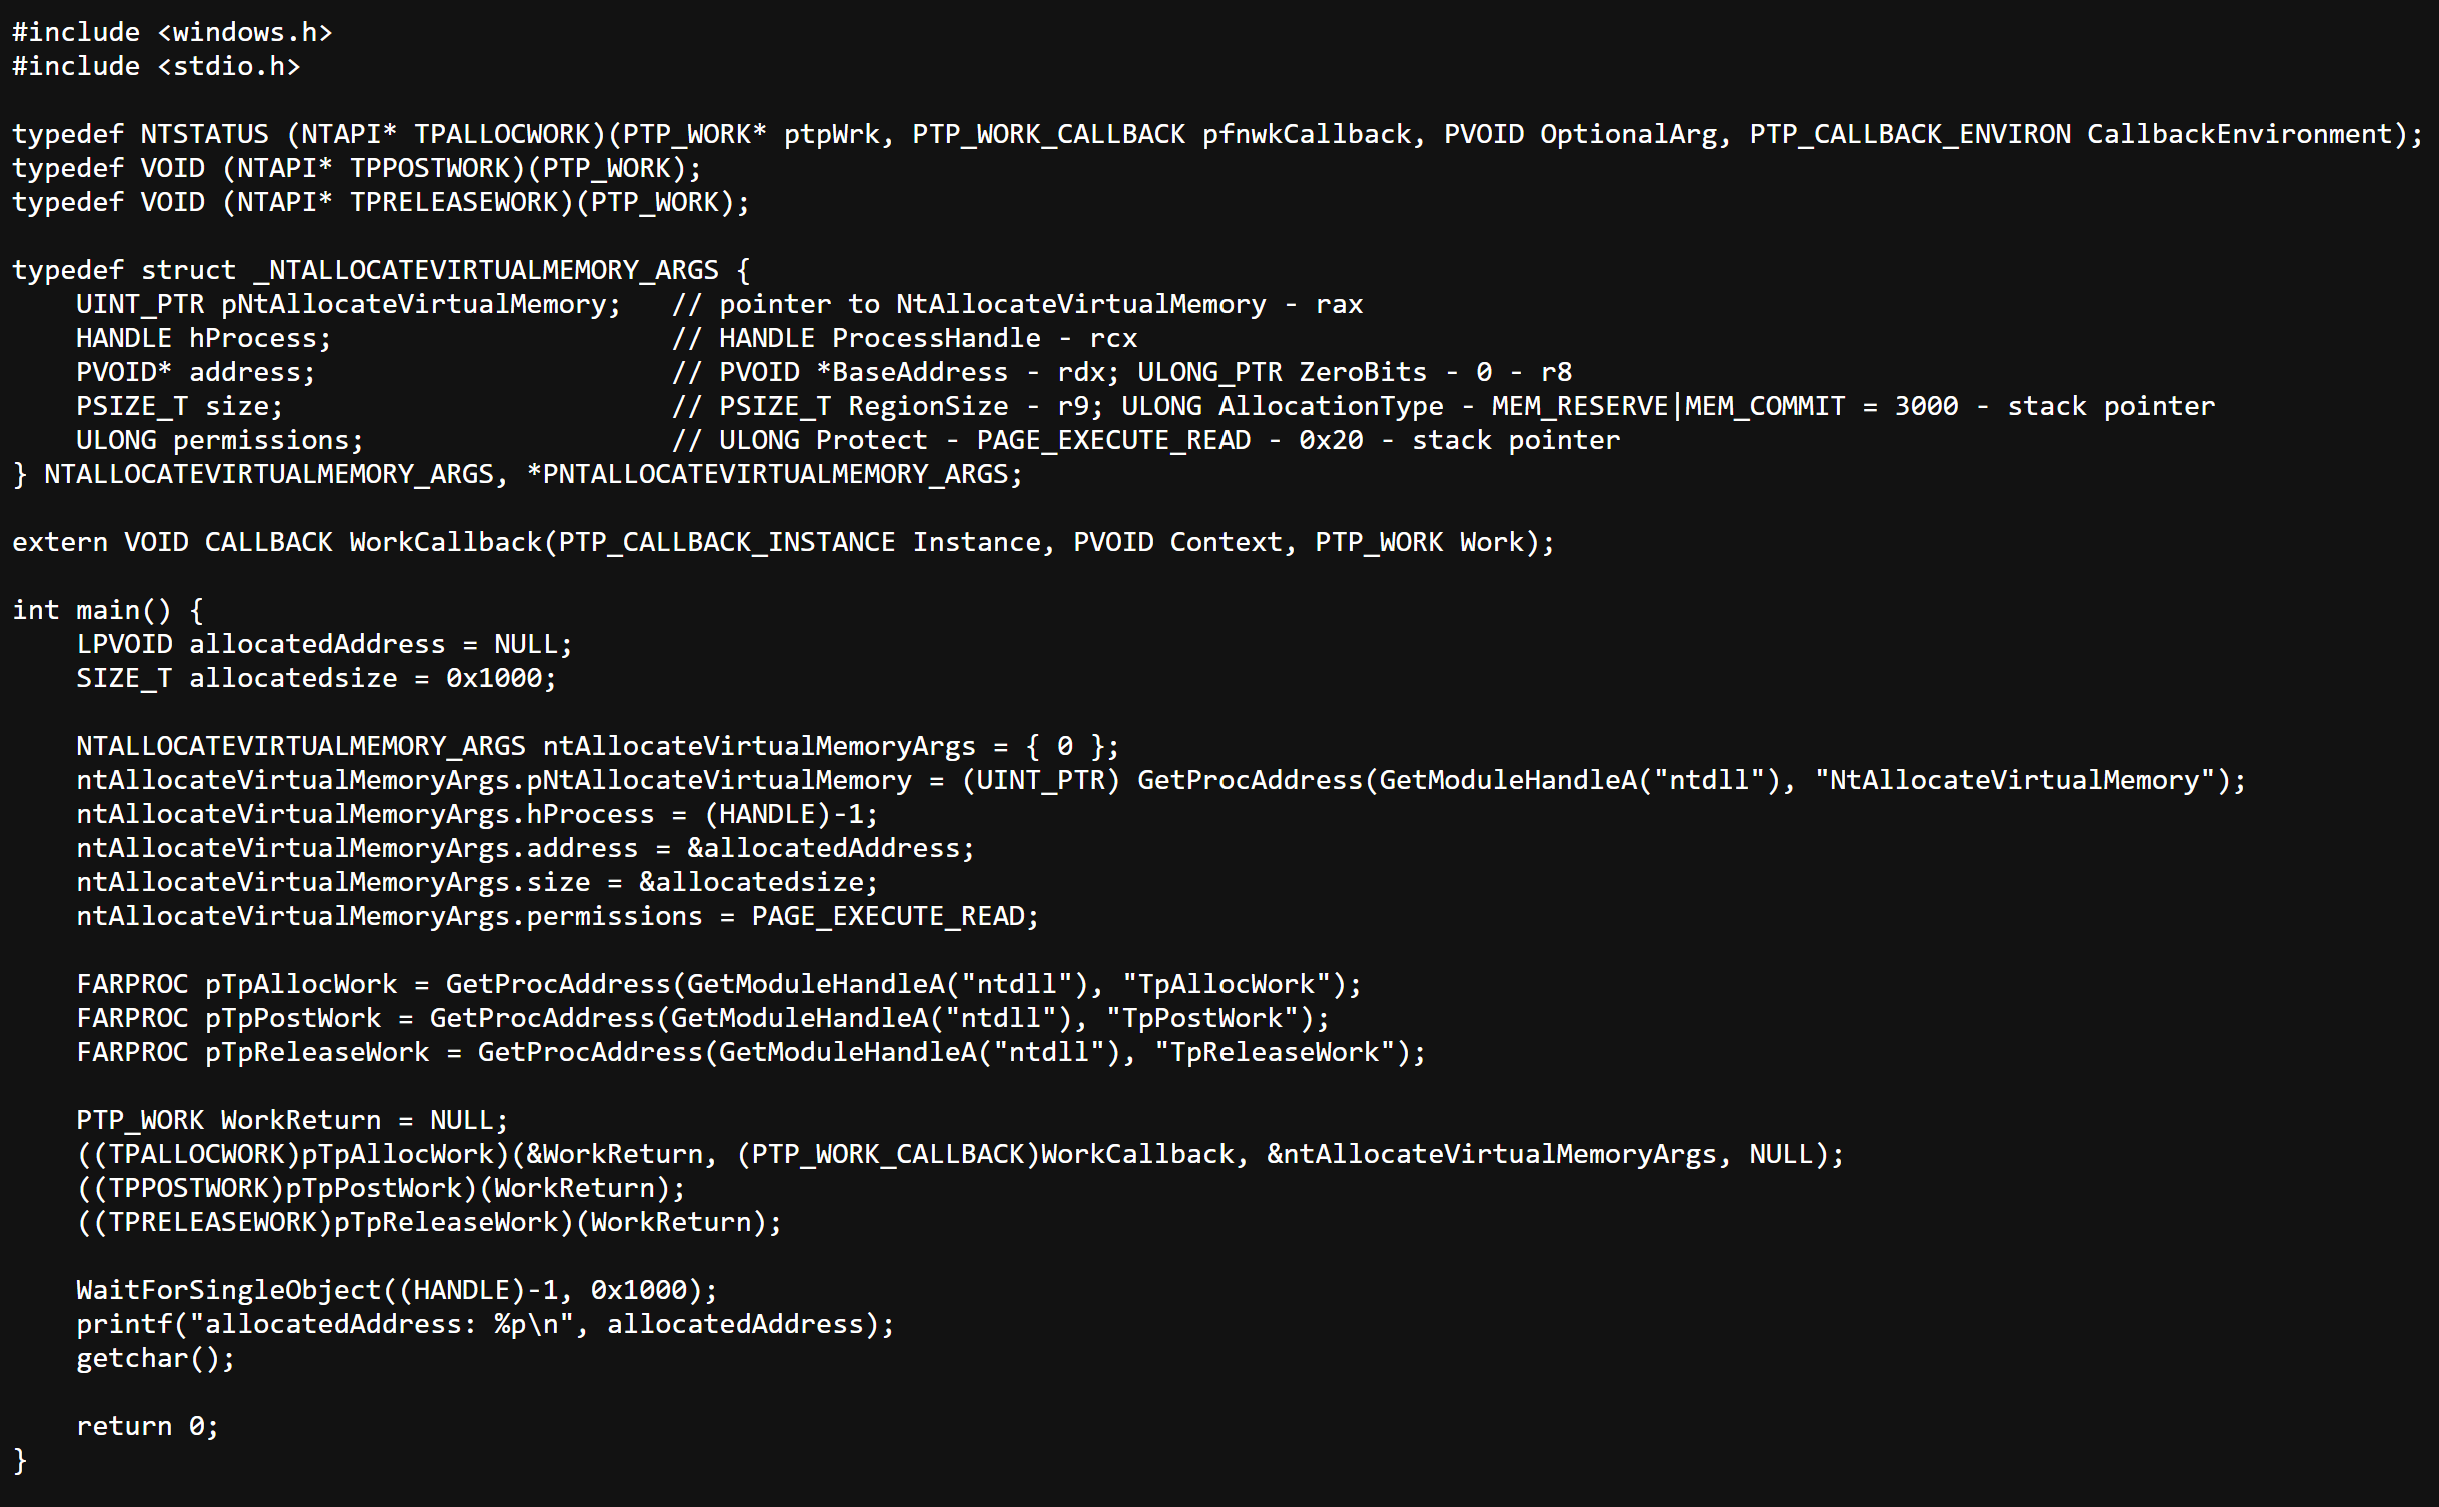 #include <windows.h>
#include <stdio.h>

typedef NTSTATUS (NTAPI* TPALLOCWORK)(PTP_WORK* ptpWrk, PTP_WORK_CALLBACK pfnwkCallback, PVOID OptionalArg, PTP_CALLBACK_ENVIRON CallbackEnvironment);
typedef VOID (NTAPI* TPPOSTWORK)(PTP_WORK);
typedef VOID (NTAPI* TPRELEASEWORK)(PTP_WORK);

typedef struct _NTALLOCATEVIRTUALMEMORY_ARGS {
    UINT_PTR pNtAllocateVirtualMemory;   // pointer to NtAllocateVirtualMemory - rax
    HANDLE hProcess;                     // HANDLE ProcessHandle - rcx
    PVOID* address;                      // PVOID *BaseAddress - rdx; ULONG_PTR ZeroBits - 0 - r8
    PSIZE_T size;                        // PSIZE_T RegionSize - r9; ULONG AllocationType - MEM_RESERVE|MEM_COMMIT = 3000 - stack pointer
    ULONG permissions;                   // ULONG Protect - PAGE_EXECUTE_READ - 0x20 - stack pointer
} NTALLOCATEVIRTUALMEMORY_ARGS, *PNTALLOCATEVIRTUALMEMORY_ARGS;

extern VOID CALLBACK WorkCallback(PTP_CALLBACK_INSTANCE Instance, PVOID Context, PTP_WORK Work);

int main() {
    LPVOID allocatedAddress = NULL;
    SIZE_T allocatedsize = 0x1000;

    NTALLOCATEVIRTUALMEMORY_ARGS ntAllocateVirtualMemoryArgs = { 0 };
    ntAllocateVirtualMemoryArgs.pNtAllocateVirtualMemory = (UINT_PTR) GetProcAddress(GetModuleHandleA("ntdll"), "NtAllocateVirtualMemory");
    ntAllocateVirtualMemoryArgs.hProcess = (HANDLE)-1;
    ntAllocateVirtualMemoryArgs.address = &allocatedAddress;
    ntAllocateVirtualMemoryArgs.size = &allocatedsize;
    ntAllocateVirtualMemoryArgs.permissions = PAGE_EXECUTE_READ;

    FARPROC pTpAllocWork = GetProcAddress(GetModuleHandleA("ntdll"), "TpAllocWork");
    FARPROC pTpPostWork = GetProcAddress(GetModuleHandleA("ntdll"), "TpPostWork");
    FARPROC pTpReleaseWork = GetProcAddress(GetModuleHandleA("ntdll"), "TpReleaseWork");

    PTP_WORK WorkReturn = NULL;
    ((TPALLOCWORK)pTpAllocWork)(&WorkReturn, (PTP_WORK_CALLBACK)WorkCallback, &ntAllocateVirtualMemoryArgs, NULL);
    ((TPPOSTWORK)pTpPostWork)(WorkReturn);
    ((TPRELEASEWORK)pTpReleaseWork)(WorkReturn);

    WaitForSingleObject((HANDLE)-1, 0x1000);
    printf("allocatedAddress: %p\n", allocatedAddress);
    getchar();

    return 0;
}